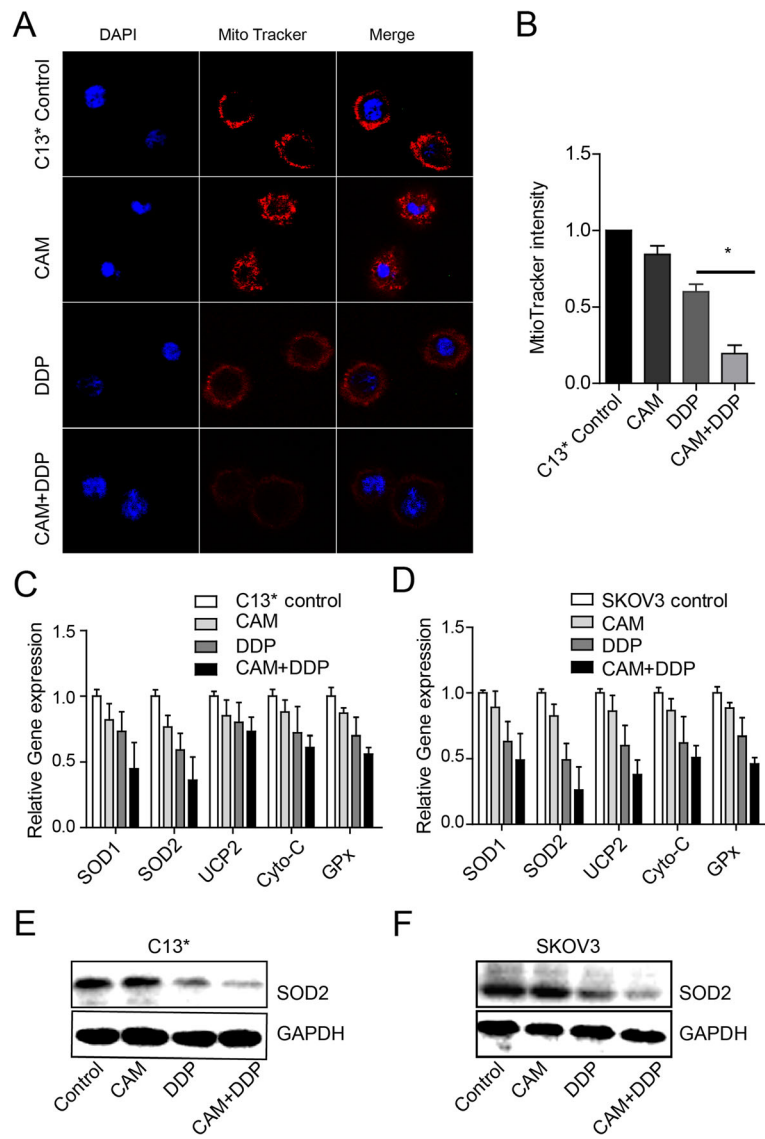 A
DAPI
Mito Tracker
Merge
C13* Control
CAM
DDP
CAM+DDP
B
MtioTracker intensity
1.5
1.0
0.5
0.0
*
C13* Control
CAM
DDP
CAM+DDP
C
C13* control
CAM
DDP
CAM+DDP
Relative Gene expression
1.5
1.0
0.5
0.0
SOD1
SOD2
UCP2
Cyto-C
GPx
D
SKOV3 control
CAM
DDP
CAM+DDP
Relative Gene expression
1.5
1.0
0.5
0.0
SOD1
SOD2
UCP2
Cyto-C
GPx
E
C13*
SOD2
GAPDH
Control
CAM
DDP
CAM+DDP
F
SKOV3
SOD2
GAPDH
Control
CAM
DDP
CAM+DDP